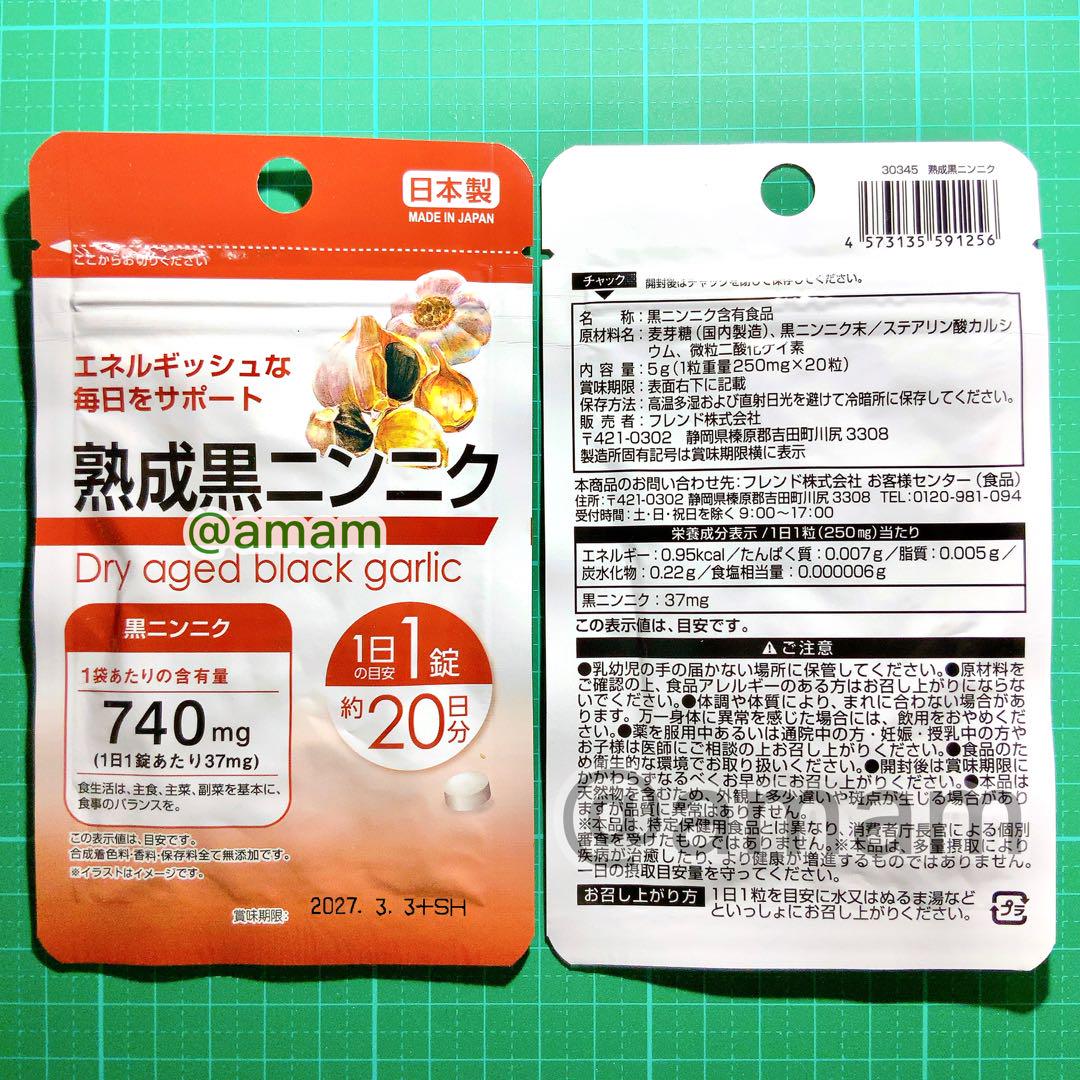 日本製
MADE IN JAPAN
ここからお切りください
エネルギッシュな
毎日をサポート
熟成黒ニンニク
@amam
Dry aged black garlic
黒ニンニク
1袋あたりの含有量
740mg
(1日1錠あたり37mg)
食生活は、主食、主菜、副菜を基本に、
食事のバランスを。
1日1錠
の目安
約20日分
この表示値は、目安です。
合成着色料・香料・保存料全て無添加です。
※イラストはイメージです。
賞味期限:
2027. 3. 3+SH
30345 熟成黒ニンニク
4 573135 591256
チャック 開封後はチャックを閉じて保存してください。
名 称:黒ニンニク含有食品
原材料名:麦芽糖(国内製造)、黒ニンニク末/ステアリン酸カルシ
ウム、微粒二酸化ケイ素
内 容 量:5g(1粒重量250mg×20粒)
賞味期限:表面右下に記載
保存方法:高温多湿および直射日光を避けて冷暗所に保存してください。
販 売 者:フレンド株式会社
〒421-0302 静岡県榛原郡吉田町川尻3308
製造所固有記号は賞味期限横に表示
本商品のお問い合わせ先:フレンド株式会社 お客様センター(食品)
住所:〒421-0302 静岡県榛原郡吉田町川尻3308 TEL:0120-981-094
受付時間:土・日・祝日を除く 9:00〜17:00
栄養成分表示/1日1粒(250mg)当たり
エネルギー:0.95kcal/たんぱく質:0.007g/脂質:0.005g/
炭水化物:0.22g/食塩相当量:0.000006g
黒ニンニク:37mg
この表示値は、目安です。
ご注意
●乳幼児の手の届かない場所に保管してください。●原材料を
ご確認の上、食品アレルギーのある方はお召し上がりにならな
いでください。●体調や体質により、まれに合わない場合があ
ります。万一身体に異常を感じた場合には、飲用をおやめくだ
さい。●薬を服用中あるいは通院中の方・妊娠・授乳中の方や
お子様は医師にご相談の上お召し上がりください。●食品のた
め衛生的な環境でお取り扱いください。●開封後は賞味期限に
かかわらずなるべくお早めにお召し上がりください。●本品は
天然物を含むため、外観上多少違いや斑点が生じる場合があり
ますが品質に異常はありません。
※本品は、特定保健用食品とは異なり、消費者庁長官による個別
審査を受けたものではありません。※本品は、多量摂取により
疾病が治癒したり、より健康が増進するものではありません。
一日の摂取目安量を守ってください。
@amam
お召し上がり方 1日1粒を目安に水又はぬるま湯など
といっしょにお召し上がりください。
プラ